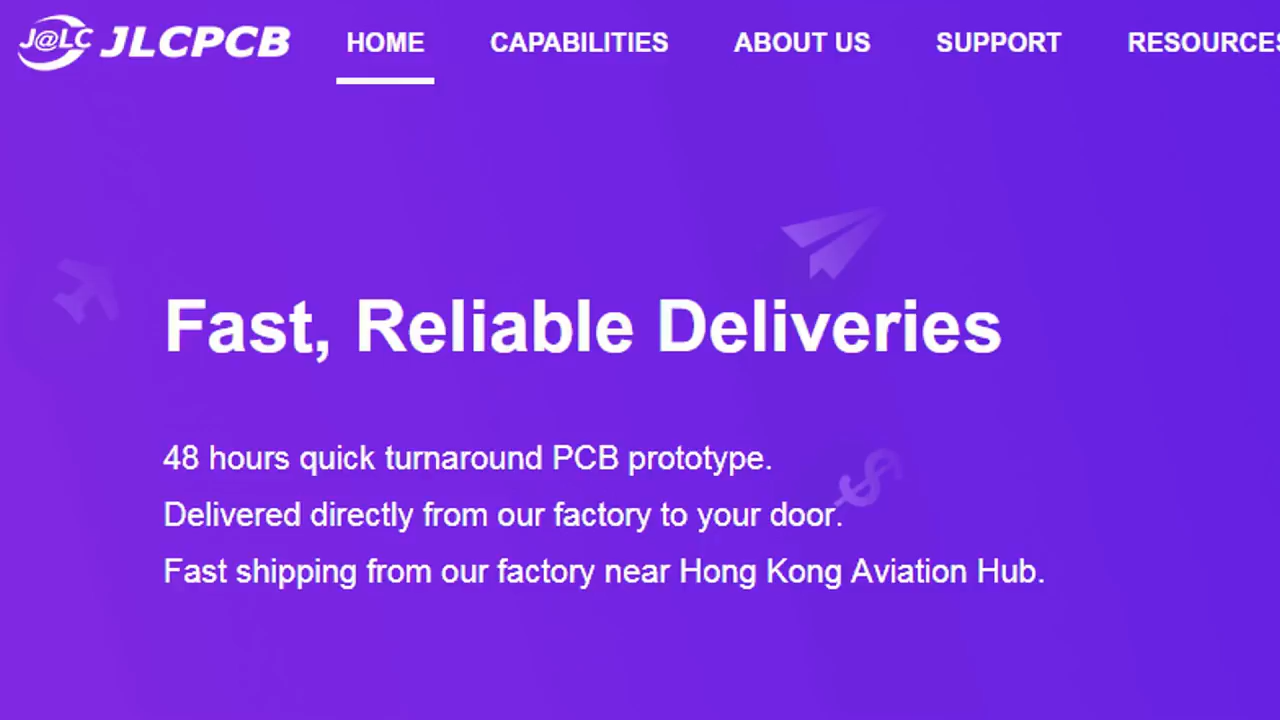 J@LC JLCPCB HOME CAPABILITIES ABOUT US SUPPORT RESOURCES
Fast, Reliable Deliveries
48 hours quick turnaround PCB prototype.
Delivered directly from our factory to your door.
Fast shipping from our factory near Hong Kong Aviation Hub.